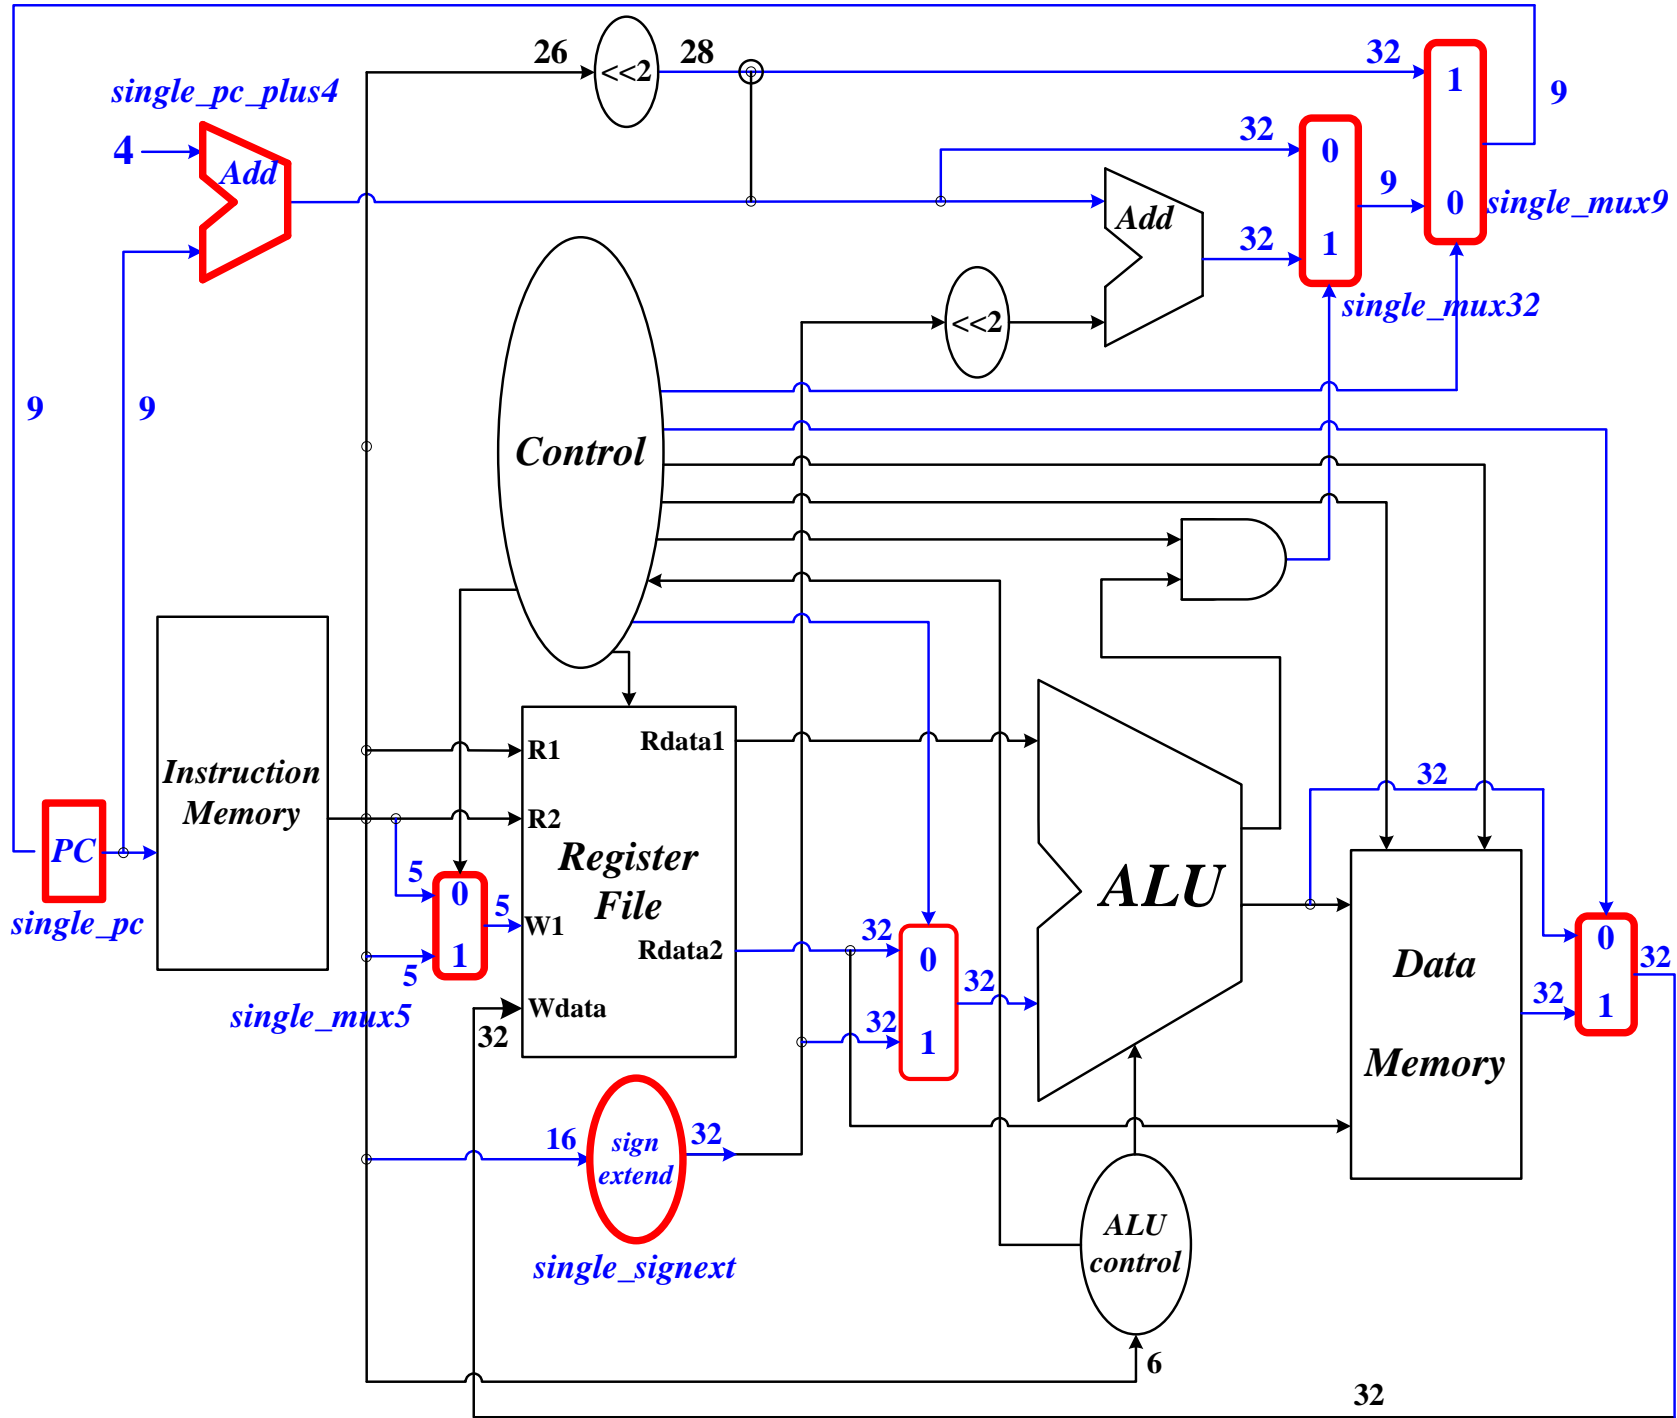 26
<<2
28
32
1
9
single_pc_plus4
4
Add
32
0
9
1
0
single_mux9
Add
32
single_mux32
<<2
9
9
Control
Instruction
Memory
R1
Rdata1
R2
Register
File
PC
single_pc
5
0
5
W1
1
5
single_mux5
Rdata2
Wdata
32
32
0
32
32
1
ALU
32
Data
Memory
0
32
32
1
16
sign
extend
32
single_signext
ALU
control
6
32